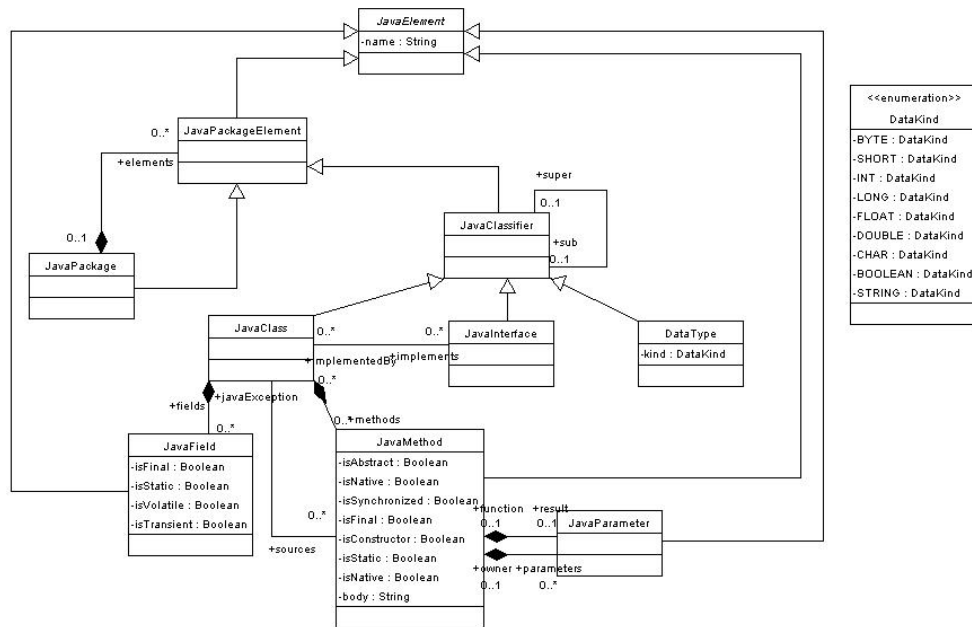 JavaElement
-name : String
<<enumeration>>
DataKind
-BYTE : DataKind
-SHORT : DataKind
-INT : DataKind
-LONG : DataKind
-FLOAT : DataKind
-DOUBLE : DataKind
-CHAR : DataKind
-BOOLEAN : DataKind
-STRING : DataKind
0..*
JavaPackageElement
+elements
+super
0..1
JavaClassifier
+sub
0..1
0..1
JavaPackage
JavaClass
0..*
0..*
JavaInterface
DataType
-kind : DataKind
+implements
+mplementedBy
0..*
+javaException
+fields
0..*
0..*
+methods
JavaField
-isFinal : Boolean
-isStatic : Boolean
-isVolatile : Boolean
-isTransient : Boolean
JavaMethod
-isAbstract : Boolean
-isNative : Boolean
-isSynchronized : Boolean
-isFinal : Boolean
-isConstructor : Boolean
-isStatic : Boolean
-isNative : Boolean
-body : String
0..*
+sources
+function
+result
0..1
0..1
JavaParameter
+owner
+parameters
0..1
0..*